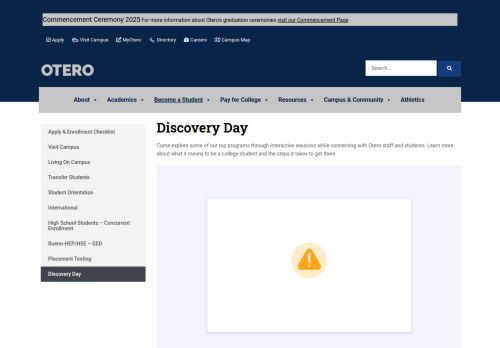 Commencement Ceremony 2025 For more information about Otero's graduation ceremonies visit our Commencement Page
Apply Visit Campus MyOtero Directory Careers Campus Map
OTERO
Search ...
About Academics Become a Student Pay for College Resources Campus & Community Athletics
Apply & Enrollment Checklist
Visit Campus
Living On Campus
Transfer Students
Student Orientation
International
High School Students – Concurrent
Enrollment
Bueno-HEP/HSE – GED
Placement Testing
Discovery Day
Discovery Day
Come explore some of our top programs through interactive sessions while connecting with Otero staff and students. Learn more
about what it means to be a college student and the steps it takes to get there.